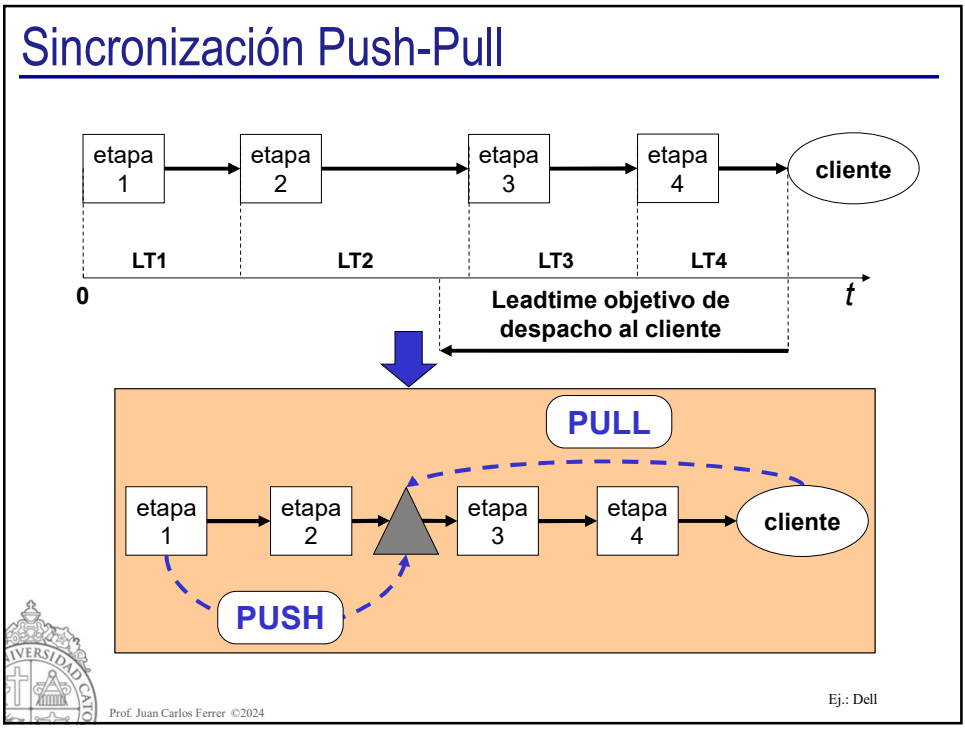 Sincronización Push-Pull
etapa
1
etapa
2
etapa
3
etapa
4
cliente
LT1
LT2
LT3
LT4
0
t
Leadtime objetivo de
despacho al cliente
PULL
etapa
1
etapa
2
etapa
3
etapa
4
cliente
PUSH
Ej.: Dell
Prof. Juan Carlos Ferrer ©2024